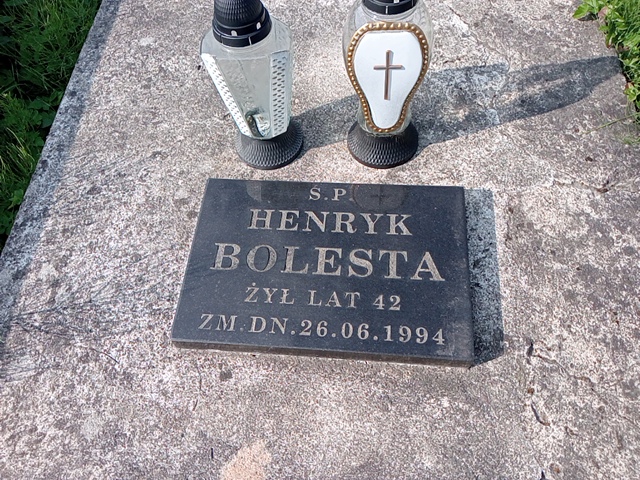 Ś.P.
HENRYK
BOLESTA
ŻYŁ LAT 42
ZM.DN.26.06.1994